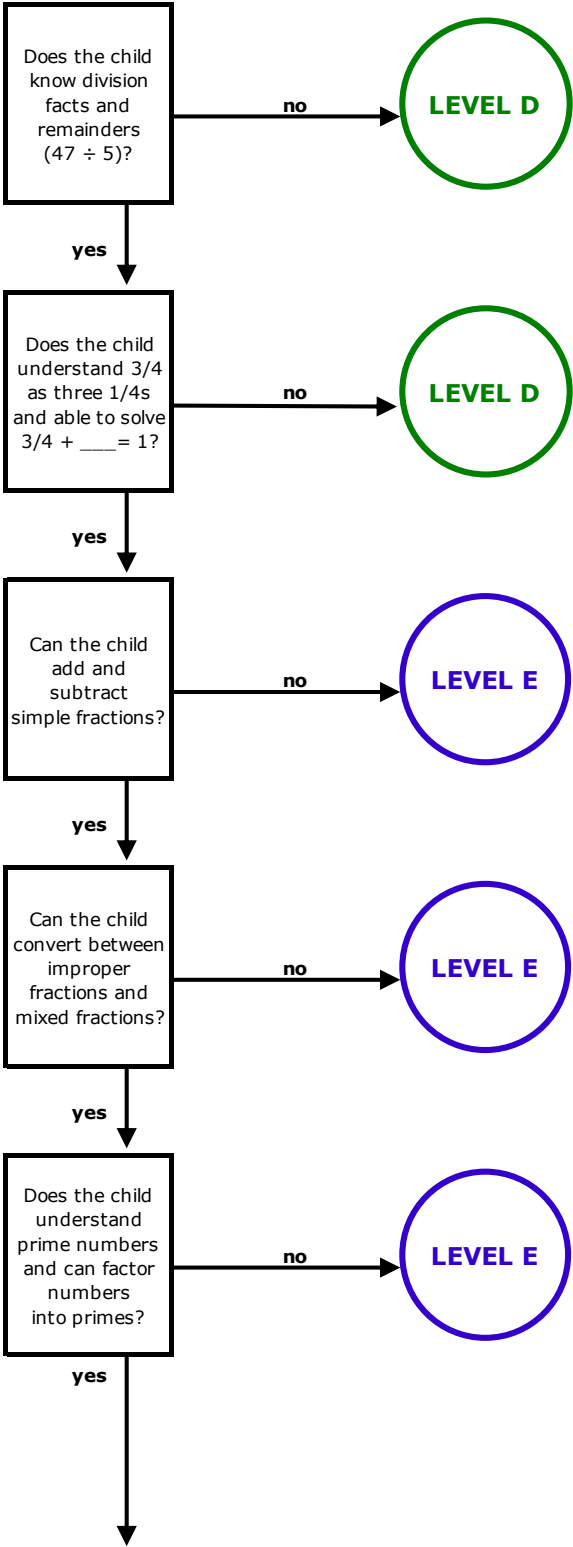 Does the child
know division
facts and
remainders
(47 ÷ 5)?
no
LEVEL D
yes
Does the child
understand 3/4
as three 1/4s
and able to solve
3/4 + ___= 1?
no
LEVEL D
yes
Can the child
add and
subtract
simple fractions?
no
LEVEL E
yes
Can the child
convert between
improper
fractions and
mixed fractions?
no
LEVEL E
yes
Does the child
understand
prime numbers
and can factor
numbers
into primes?
no
LEVEL E
yes